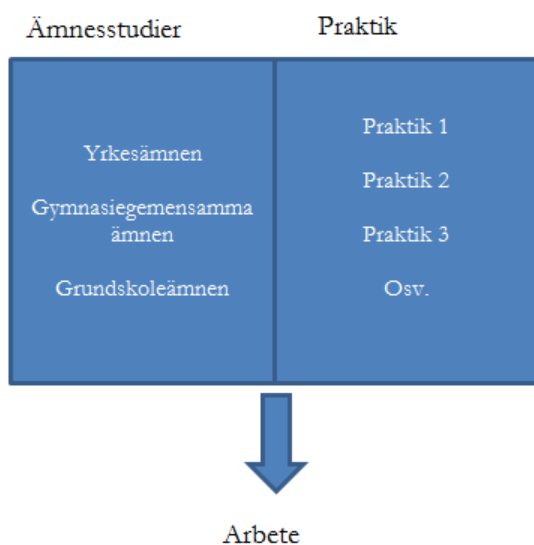 Ämnesstudier
Praktik
Yrkesämnen
Gymnasiegemensamma
ämnen
Grundskoleämnen
Praktik 1
Praktik 2
Praktik 3
Osv.
Arbete